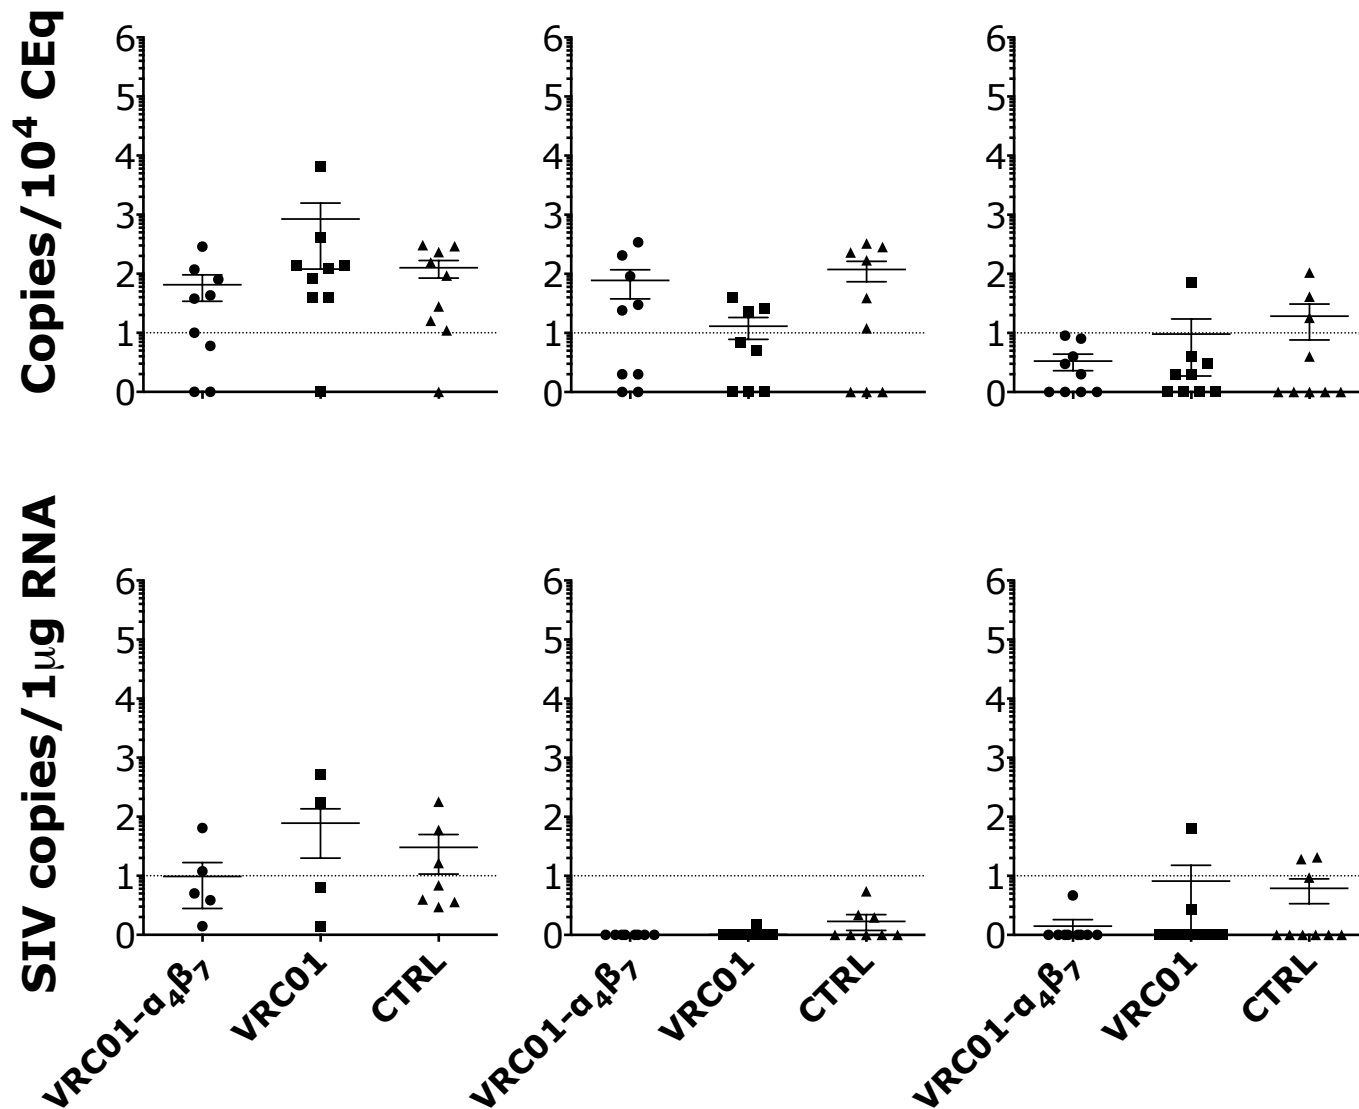 Copies/10⁴ CEq
6 6 6
5 5 5
4 4 4
3 3 3
2 2 2
1 1 1
0 0 0
SIV copies/1µg RNA
6 6 6
5 5 5
4 4 4
3 3 3
2 2 2
1 1 1
0 0 0
VRC01-α₄β₇ VRC01 CTRL VRC01-α₄β₇ VRC01 CTRL VRC01-α₄β₇ VRC01 CTRL